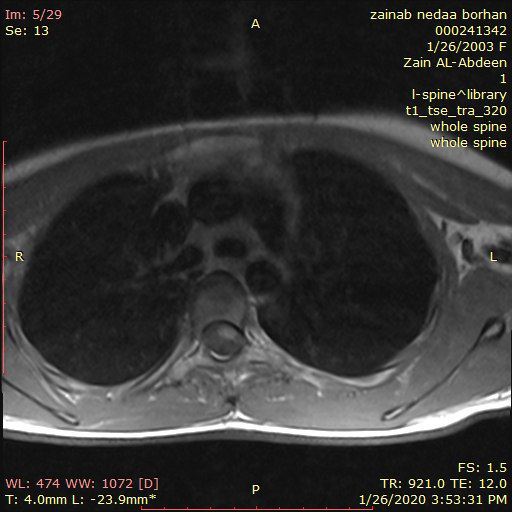 Im: 5/29
Se: 13
A
zainab nedaa borhan
000241342
1/26/2003 F
Zain AL-Abdeen
1
l-spine^library
t1_tse_tra_320
whole spine
whole spine
R
L
WL: 474 WW: 1072 [D]
T: 4.0mm L: -23.9mm*
P
FS: 1.5
TR: 921.0 TE: 12.0
1/26/2020 3:53:31 PM